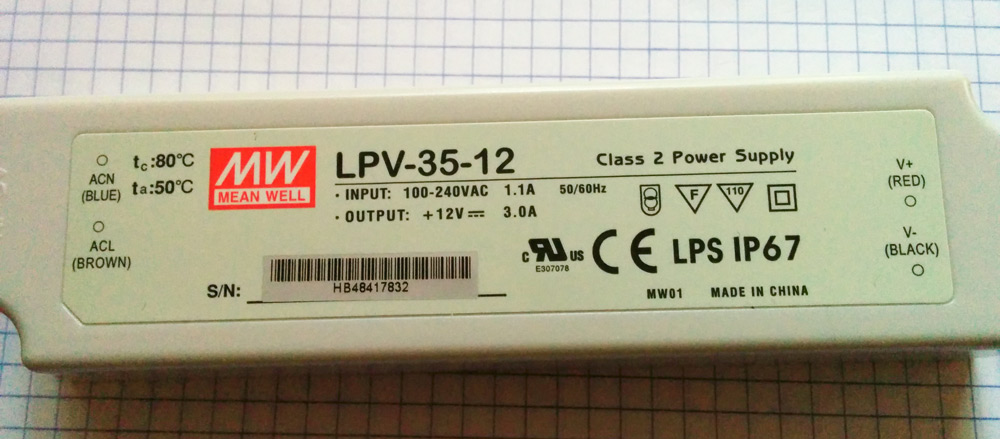 ACN
(BLUE)
ACL
(BROWN)
tc:80℃
ta:50℃
MW
MEAN WELL
LPV-35-12
Class 2 Power Supply
· INPUT: 100-240VAC 1.1A 50/60Hz
· OUTPUT: +12V⎓ 3.0A
F
110
c RU US
E307078
CE LPS IP67
S/N:
HB48417832
MW01 MADE IN CHINA
V+
(RED)
V-
(BLACK)